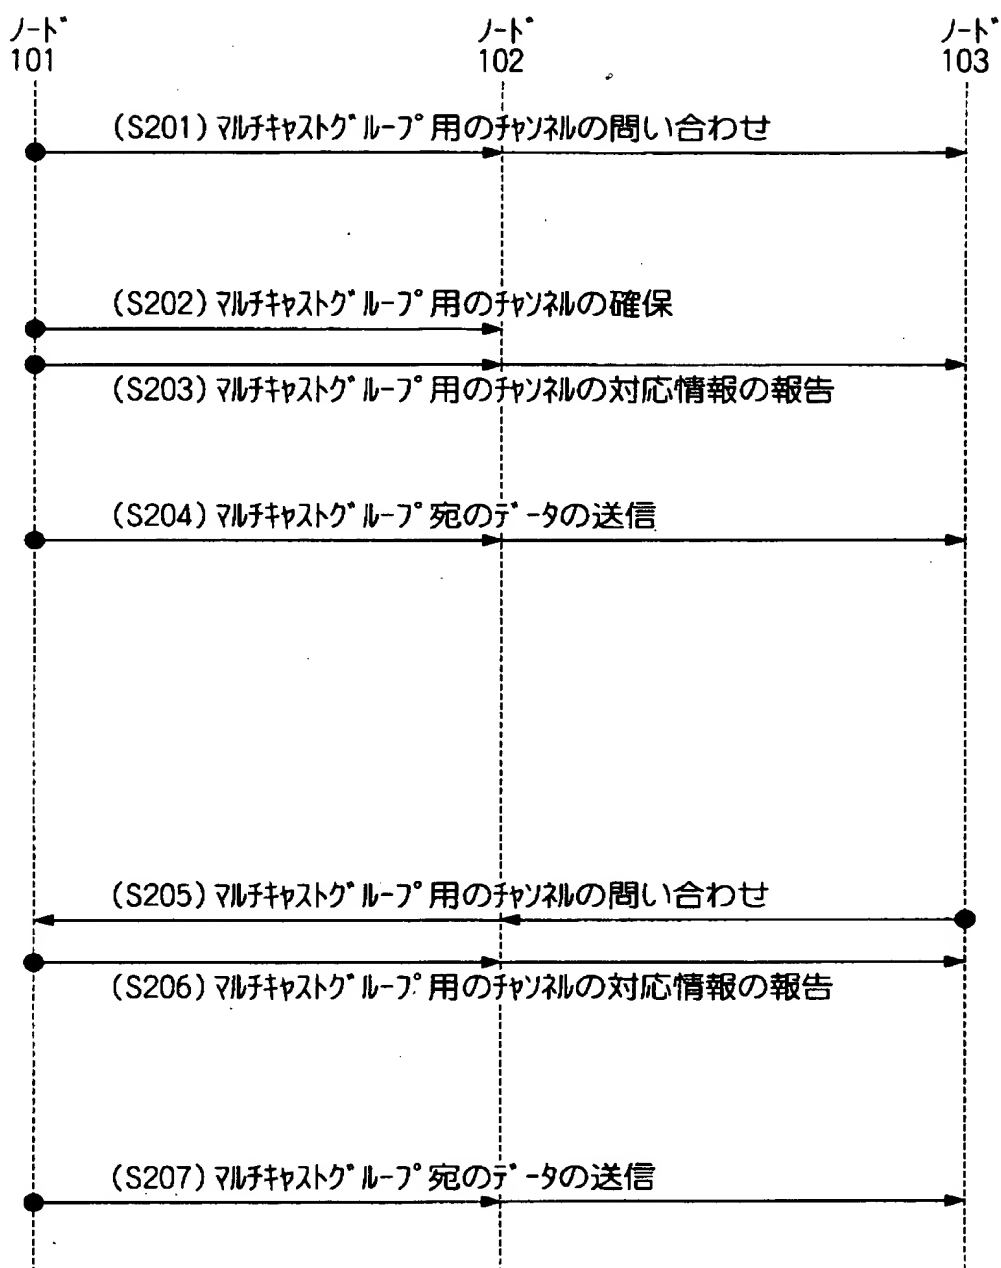 ノード
101
ノード
102
ノード
103
(S201)マルチキャストグループ用のチャンネルの問い合わせ
(S202)マルチキャストグループ用のチャンネルの確保
(S203)マルチキャストグループ用のチャンネルの対応情報の報告
(S204)マルチキャストグループ宛のデータの送信
(S205)マルチキャストグループ用のチャンネルの問い合わせ
(S206)マルチキャストグループ用のチャンネルの対応情報の報告
(S207)マルチキャストグループ宛のデータの送信